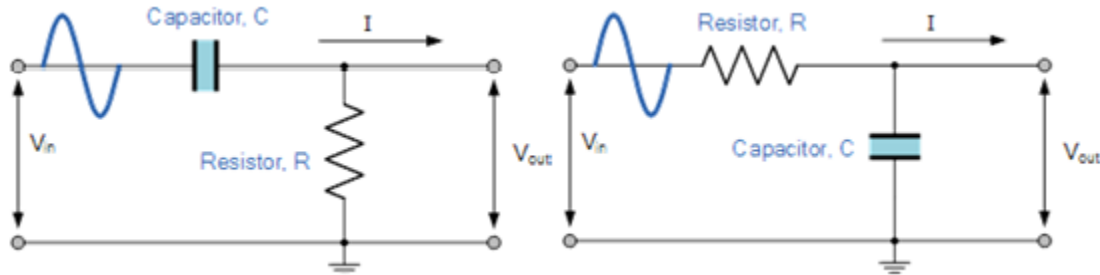 Capacitor, C
I
Vin
Resistor, R
Vout
Resistor, R
I
Vin
Capacitor, C
Vout